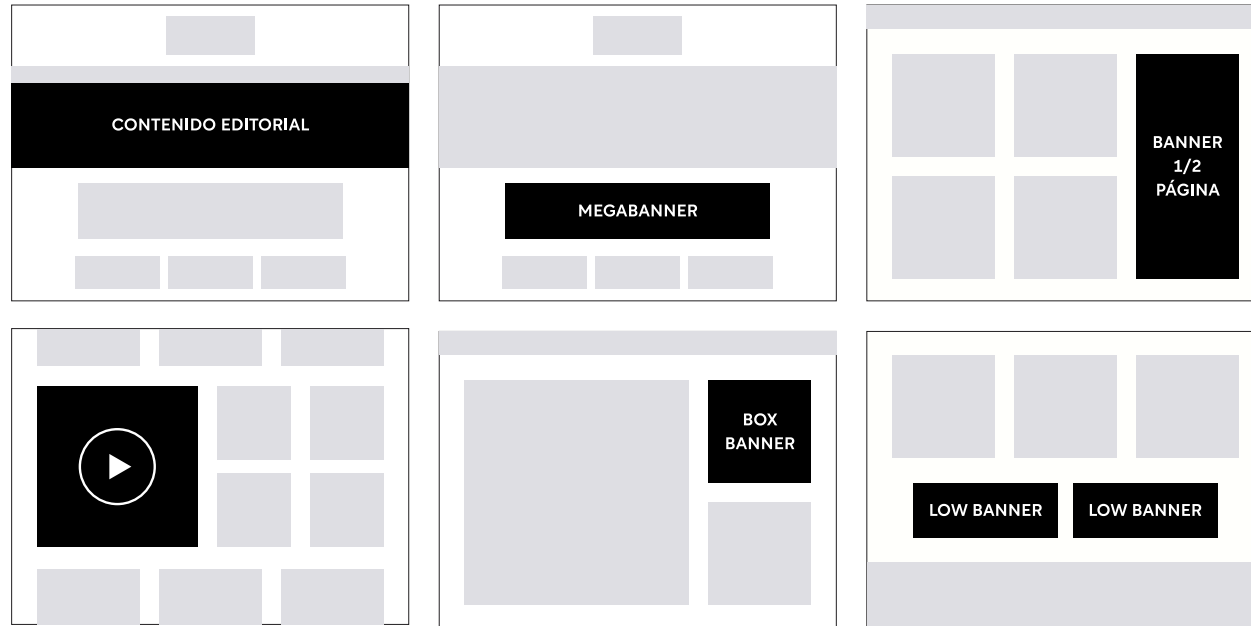 CONTENIDO EDITORIAL
MEGABANNER
BANNER
1/2
PÁGINA
BOX
BANNER
LOW BANNER
LOW BANNER